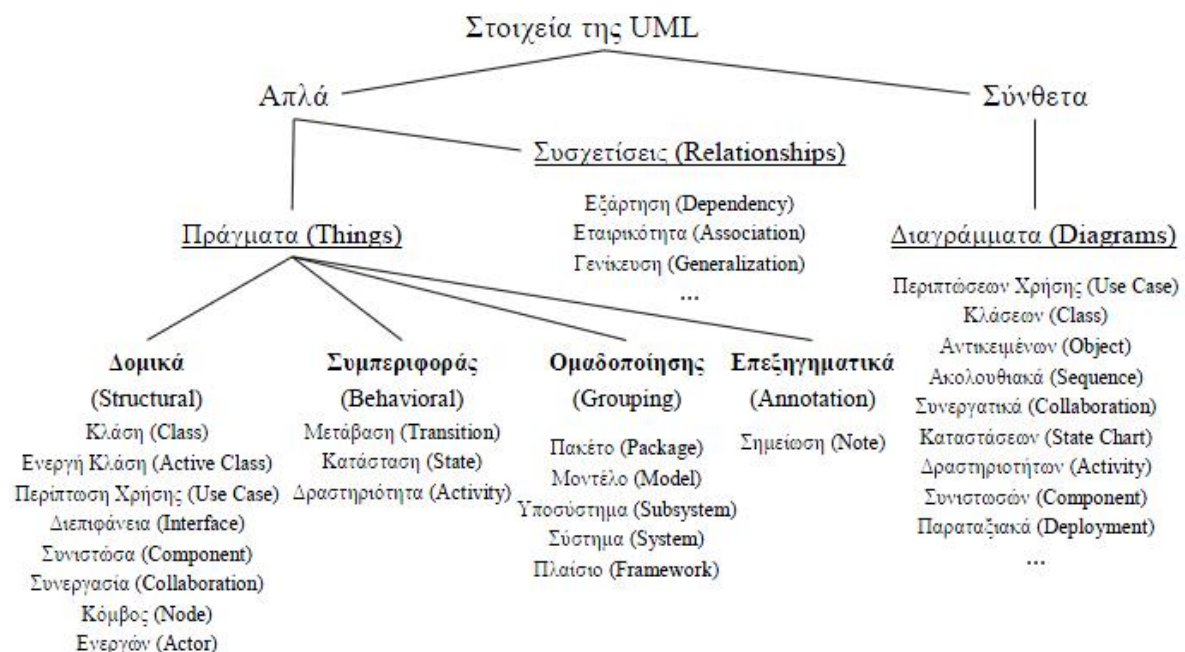 Στοιχεία της UML
Απλά
Σύνθετα
Συσχετίσεις (Relationships)
Εξάρτηση (Dependency)
Εταιρικότητα (Association)
Γενίκευση (Generalization)
...
Πράγματα (Things)
Δομικά
(Structural)
Κλάση (Class)
Ενεργή Κλάση (Active Class)
Περίπτωση Χρήσης (Use Case)
Διεπιφάνεια (Interface)
Συνιστώσα (Component)
Συνεργασία (Collaboration)
Κόμβος (Node)
Ενεργών (Actor)
Συμπεριφοράς
(Behavioral)
Μετάβαση (Transition)
Κατάσταση (State)
Δραστηριότητα (Activity)
Ομαδοποίησης
(Grouping)
Πακέτο (Package)
Μοντέλο (Model)
Υποσύστημα (Subsystem)
Σύστημα (System)
Πλαίσιο (Framework)
Επεξηγηματικά
(Annotation)
Σημείωση (Note)
Διαγράμματα (Diagrams)
Περιπτώσεων Χρήσης (Use Case)
Κλάσεων (Class)
Αντικειμένων (Object)
Ακολουθιακά (Sequence)
Συνεργατικά (Collaboration)
Καταστάσεων (State Chart)
Δραστηριοτήτων (Activity)
Συνιστωσών (Component)
Παραταξιακά (Deployment)
...